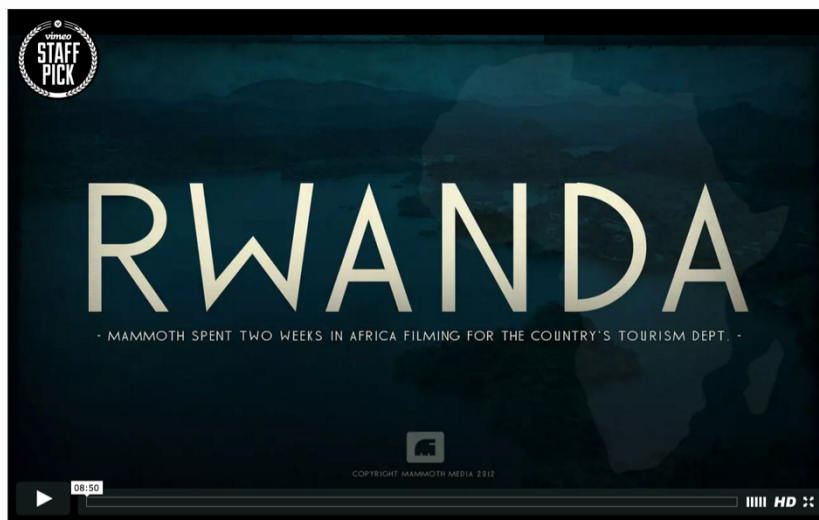 vimeo
STAFF
PICK
RWANDA
- MAMMOTH SPENT TWO WEEKS IN AFRICA FILMING FOR THE COUNTRY'S TOURISM DEPT. -
COPYRIGHT MAMMOTH MEDIA 2012
08:50
HD